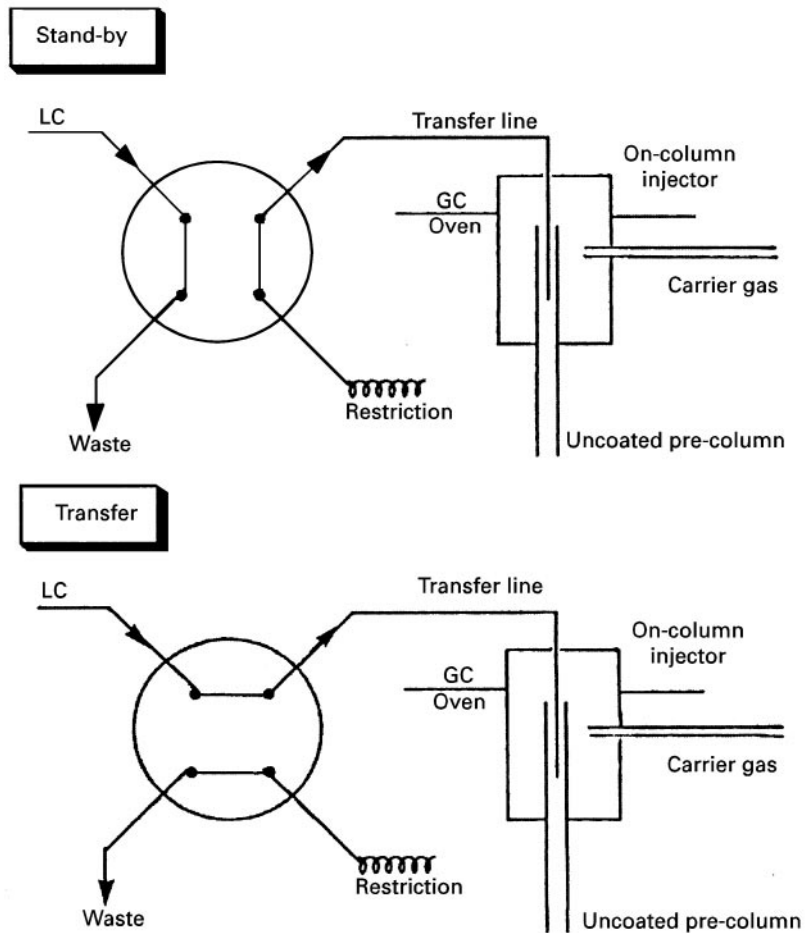 Stand-by
LC
Transfer line
On-column
injector
GC
Oven
Carrier gas
Restriction
Waste
Uncoated pre-column
Transfer
LC
Transfer line
On-column
injector
GC
Oven
Carrier gas
Restriction
Waste
Uncoated pre-column